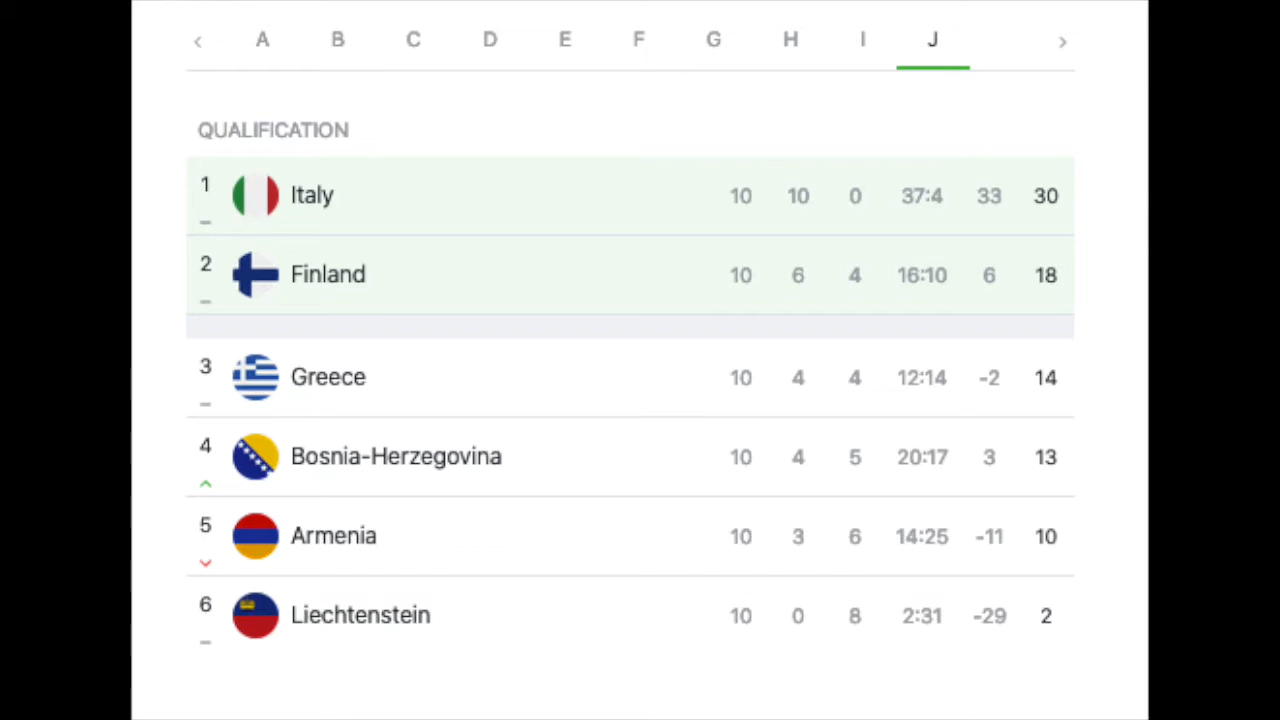 ‹ A B C D E F G H I J ›
QUALIFICATION
1 Italy 10 10 0 37:4 33 30
2 Finland 10 6 4 16:10 6 18
3 Greece 10 4 4 12:14 -2 14
4 Bosnia-Herzegovina 10 4 5 20:17 3 13
5 Armenia 10 3 6 14:25 -11 10
6 Liechtenstein 10 0 8 2:31 -29 2